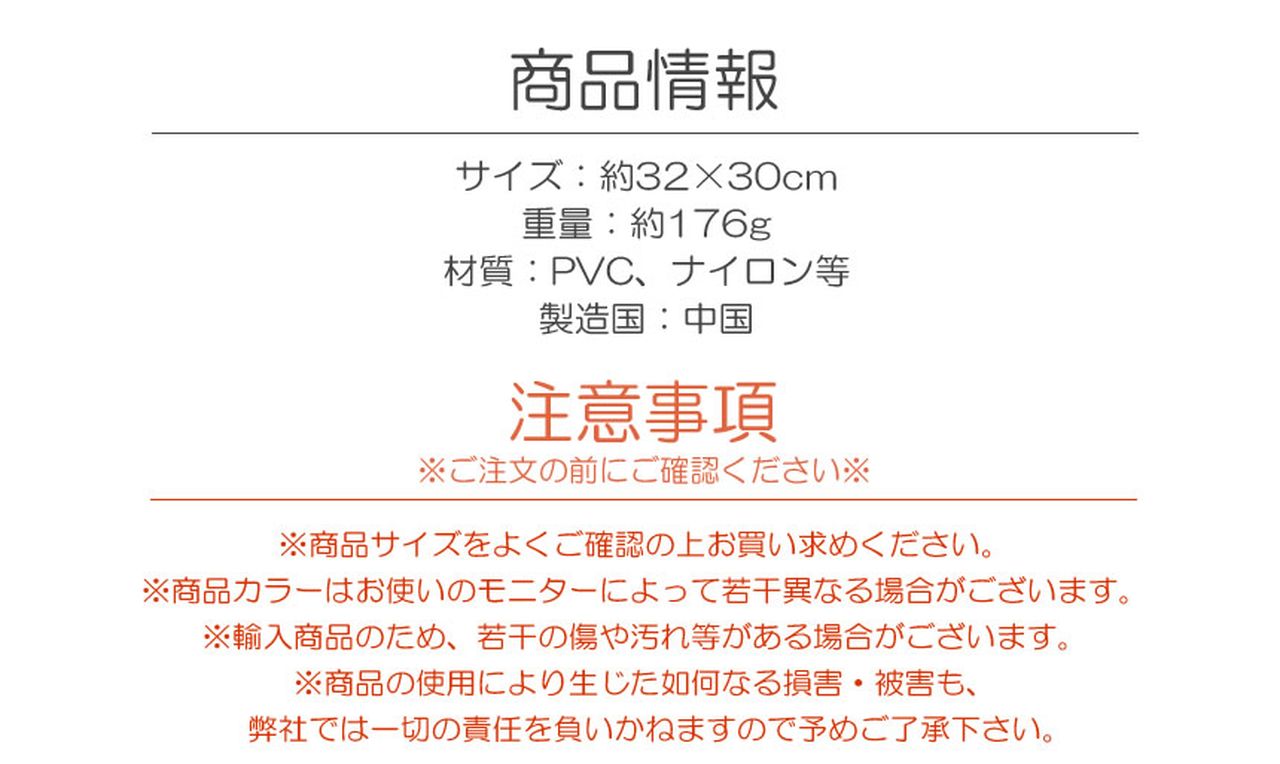 商品情報
サイズ：約32×30cm
重量：約176g
材質：PVC、ナイロン等
製造国：中国
注意事項
※ご注文の前にご確認ください※
※商品サイズをよくご確認の上お買い求めください。
※商品カラーはお使いのモニターによって若干異なる場合がございます。
※輸入商品のため、若干の傷や汚れ等がある場合がございます。
※商品の使用により生じた如何なる損害・被害も、
弊社では一切の責任を負いかねますので予めご了承下さい。